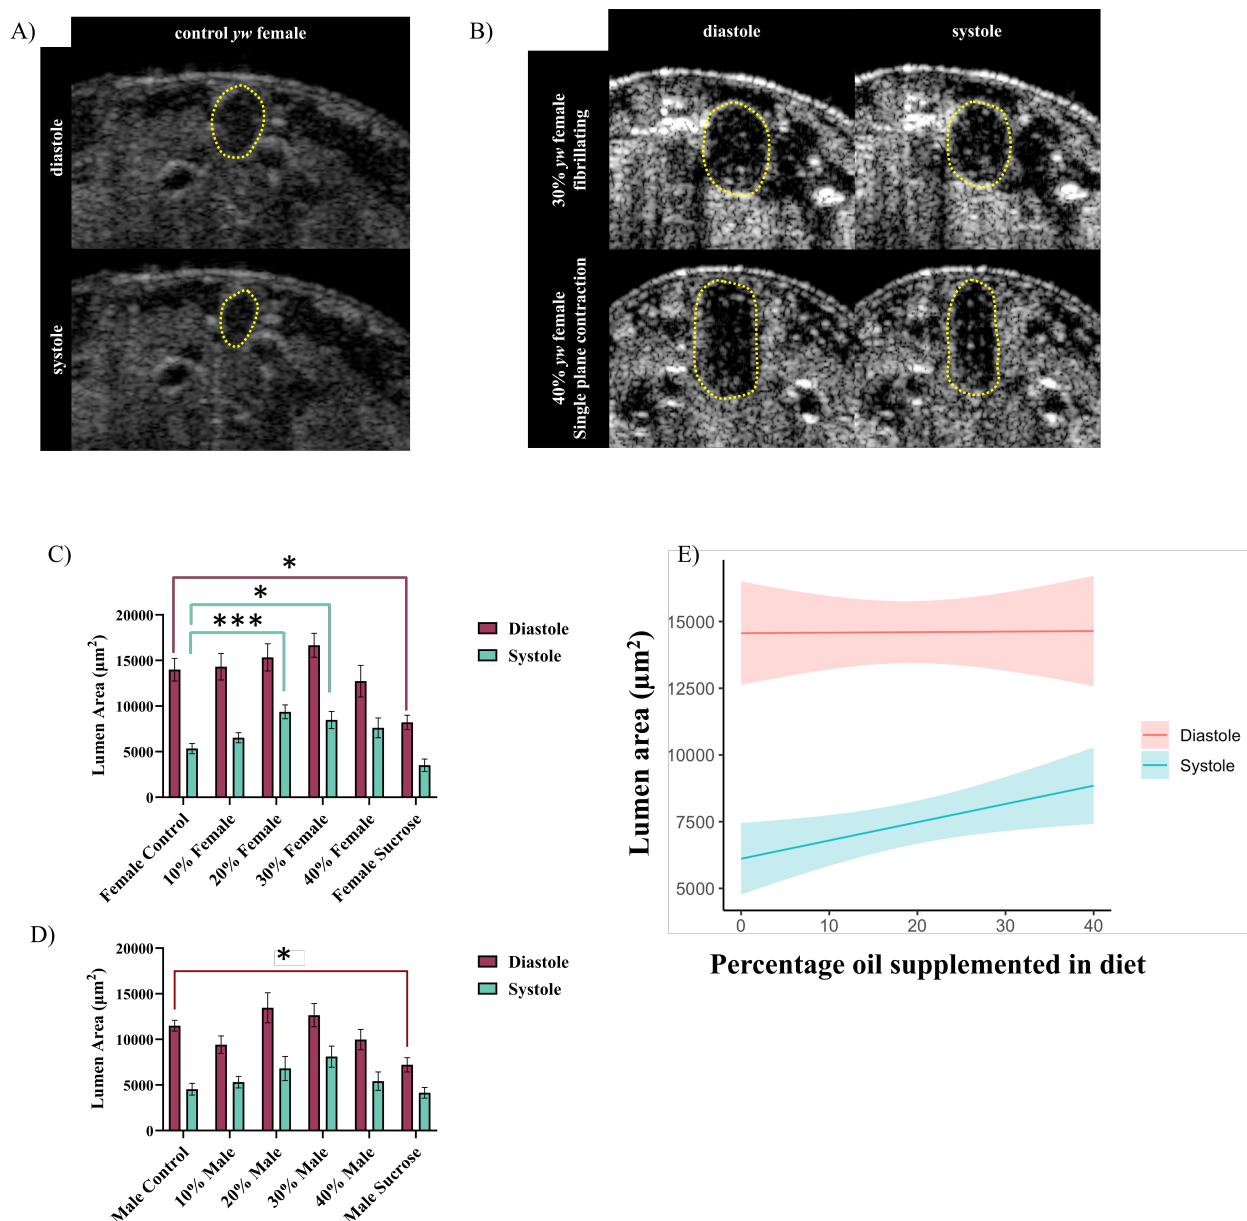 A)
control yw female
diastole
systole
B)
diastole
systole
30% yw female
fibrillating
40% yw female
Single plane contraction
C)
*
*
***
Lumen Area (μm²)
20000
15000
10000
5000
0
Female Control
10% Female
20% Female
30% Female
40% Female
Female Sucrose
Diastole
Systole
D)
*
Lumen Area (μm²)
20000
15000
10000
5000
0
Male Control
10% Male
20% Male
30% Male
40% Male
Male Sucrose
Diastole
Systole
E)
Lumen area (μm²)
15000
12500
10000
7500
5000
0
10
20
30
40
Percentage oil supplemented in diet
Diastole
Systole